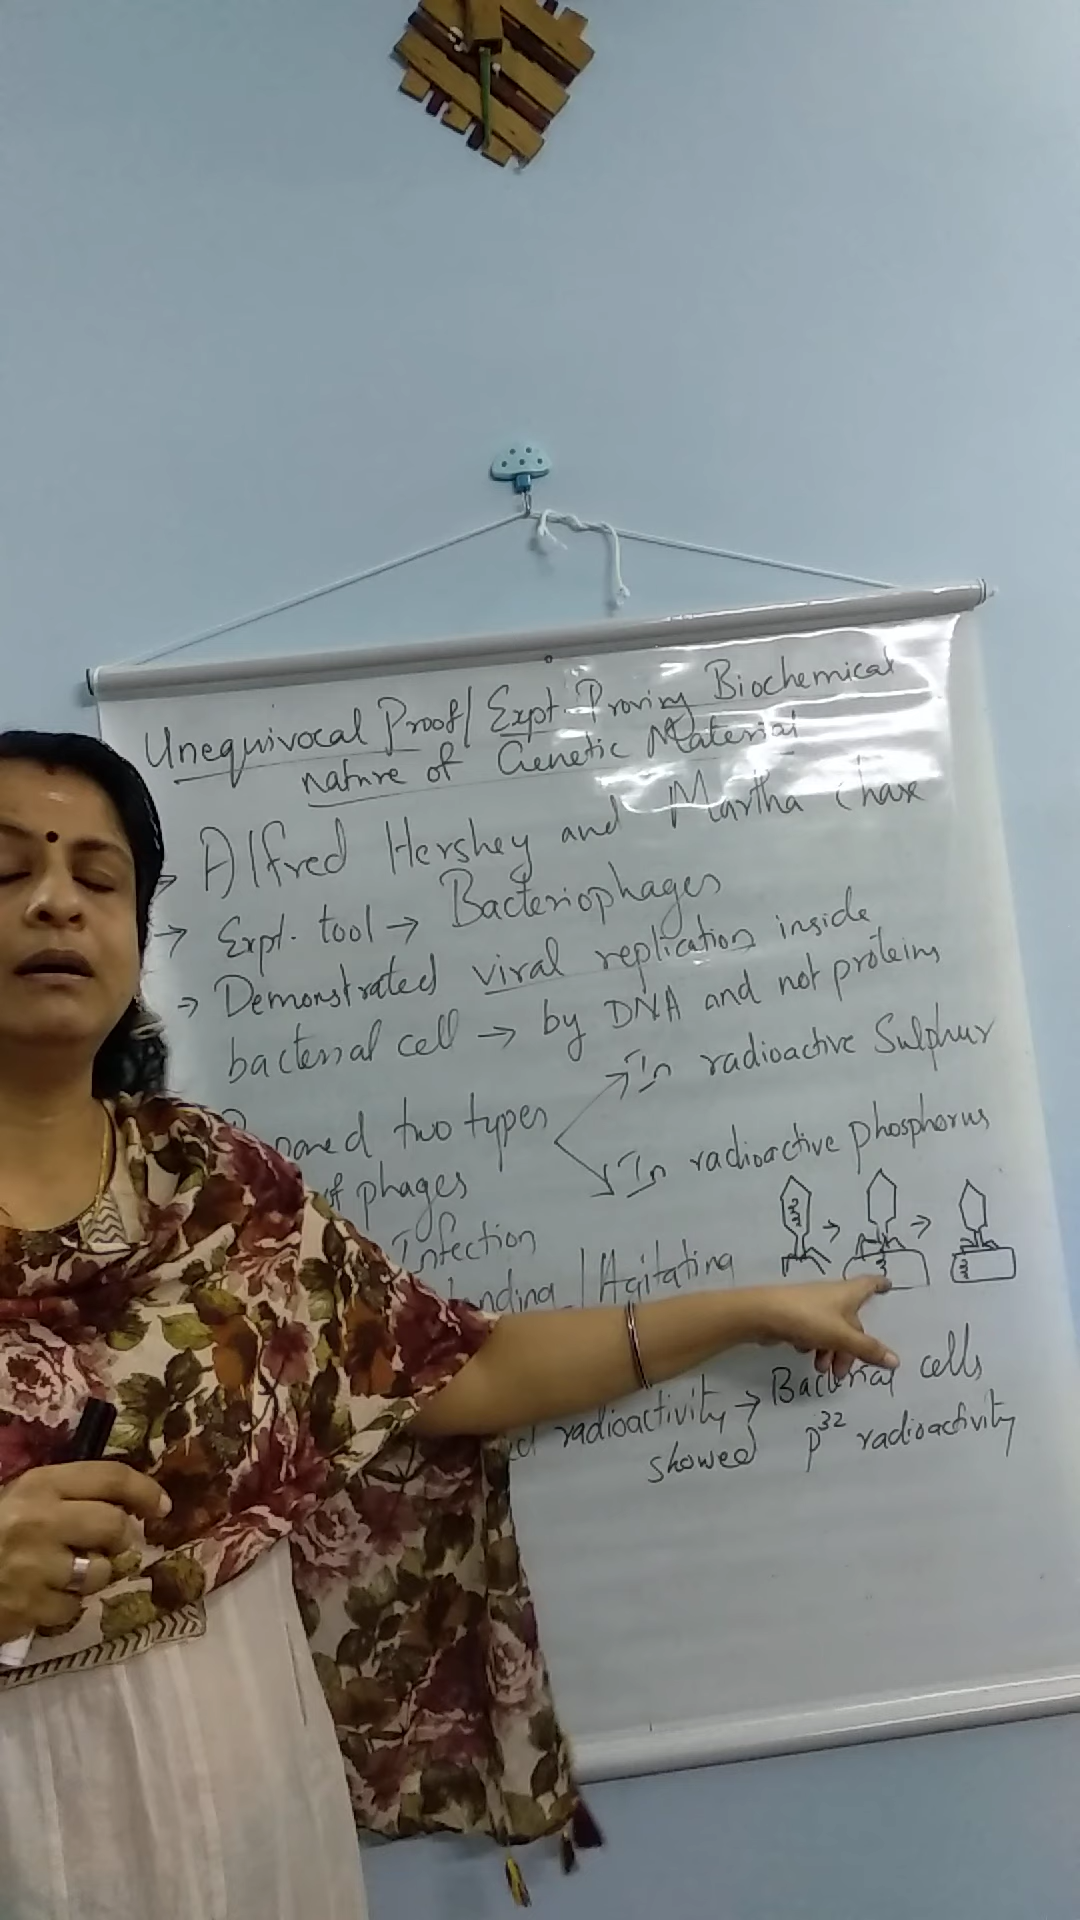 Unequivocal Proof/ Expt. Proving Biochemical
nature of Genetic Material
→ Alfred Hershey and Martha Chase
→ Expt. tool → Bacteriophages
→ Demonstrated viral replication inside
bacterial cell → by DNA and not proteins
two types → In radioactive Sulphur
of phages → In radioactive phosphorus
Infection
/ Agitating
radioactivity → Bacterial cells
showed P³² radioactivity